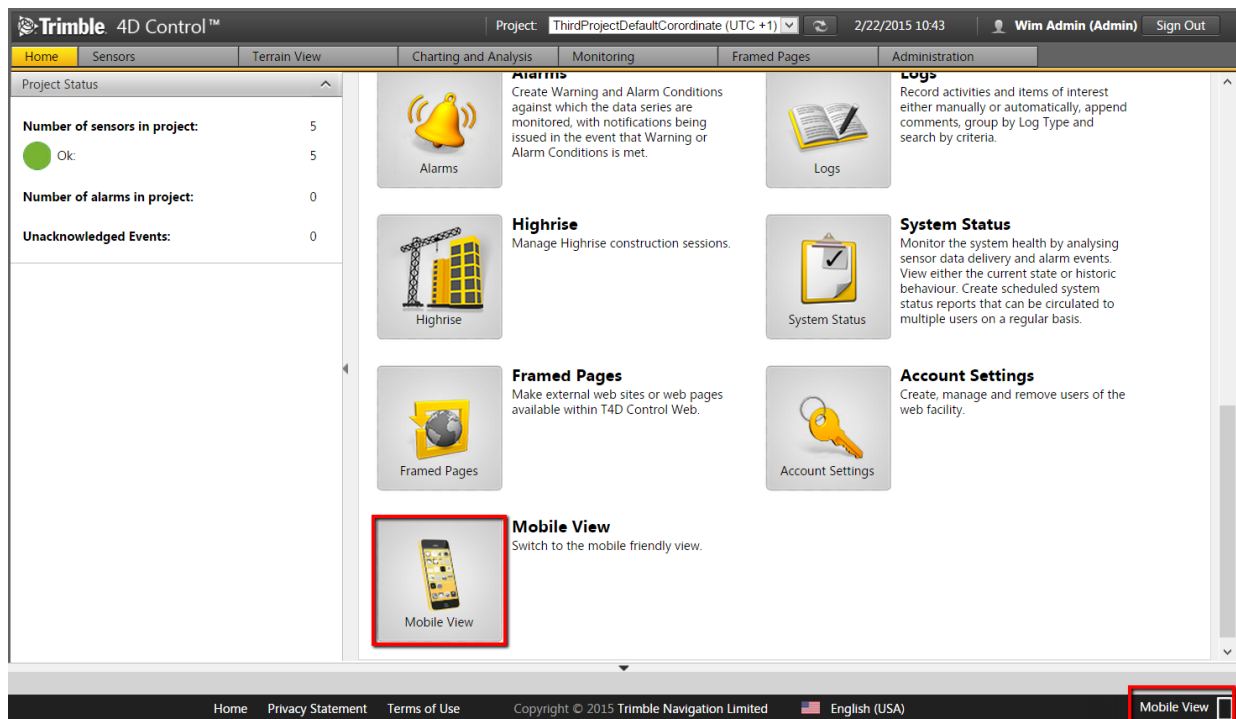 Trimble. 4D Control™
Project: ThirdProjectDefaultCorordinate (UTC +1)
2/22/2015 10:43
Wim Admin (Admin)
Sign Out
Home
Sensors
Terrain View
Charting and Analysis
Monitoring
Framed Pages
Administration
Project Status
Number of sensors in project: 5
Ok: 5
Number of alarms in project: 0
Unacknowledged Events: 0
Alarms
Alarms
Create Warning and Alarm Conditions
against which the data series are
monitored, with notifications being
issued in the event that Warning or
Alarm Conditions is met.
Logs
Logs
Record activities and items of interest
either manually or automatically, append
comments, group by Log Type and
search by criteria.
Highrise
Highrise
Manage Highrise construction sessions.
System Status
System Status
Monitor the system health by analysing
sensor data delivery and alarm events.
View either the current state or historic
behaviour. Create scheduled system
status reports that can be circulated to
multiple users on a regular basis.
Framed Pages
Framed Pages
Make external web sites or web pages
available within T4D Control Web.
Account Settings
Account Settings
Create, manage and remove users of the
web facility.
Mobile View
Mobile View
Switch to the mobile friendly view.
Home
Privacy Statement
Terms of Use
Copyright © 2015 Trimble Navigation Limited
English (USA)
Mobile View